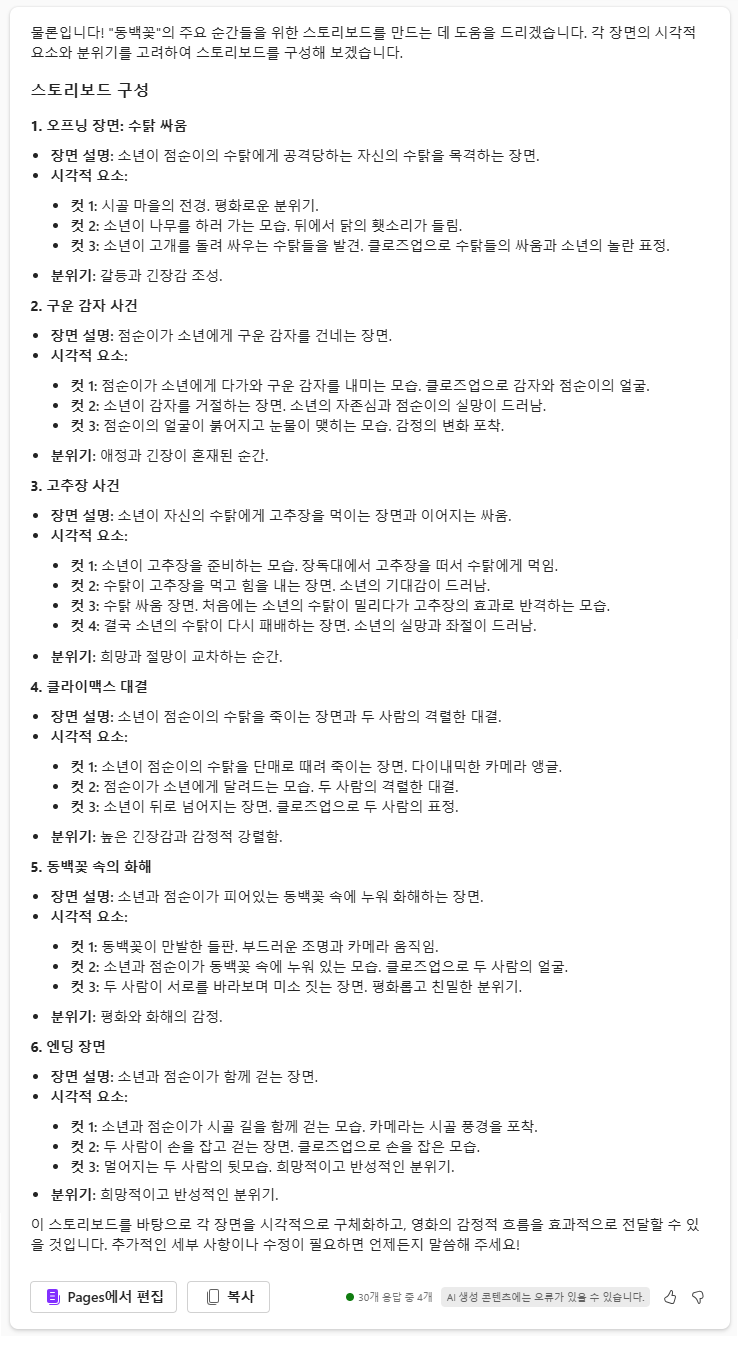 물론입니다! "동백꽃"의 주요 순간들을 위한 스토리보드를 만드는 데 도움을 드리겠습니다. 각 장면의 시각적
요소와 분위기를 고려하여 스토리보드를 구성해 보겠습니다.
스토리보드 구성
1. 오프닝 장면: 수탉 싸움
• 장면 설명: 소년이 점순이의 수탉에게 공격당하는 자신의 수탉을 목격하는 장면.
• 시각적 요소:
• 컷 1: 시골 마을의 전경. 평화로운 분위기.
• 컷 2: 소년이 나무를 하러 가는 모습. 뒤에서 닭의 횃소리가 들림.
• 컷 3: 소년이 고개를 돌려 싸우는 수탉들을 발견. 클로즈업으로 수탉들의 싸움과 소년의 놀란 표정.
• 분위기: 갈등과 긴장감 조성.
2. 구운 감자 사건
• 장면 설명: 점순이가 소년에게 구운 감자를 건네는 장면.
• 시각적 요소:
• 컷 1: 점순이가 소년에게 다가와 구운 감자를 내미는 모습. 클로즈업으로 감자와 점순이의 얼굴.
• 컷 2: 소년이 감자를 거절하는 장면. 소년의 자존심과 점순이의 실망이 드러남.
• 컷 3: 점순이의 얼굴이 붉어지고 눈물이 맺히는 모습. 감정의 변화 포착.
• 분위기: 애정과 긴장이 혼재된 순간.
3. 고추장 사건
• 장면 설명: 소년이 자신의 수탉에게 고추장을 먹이는 장면과 이어지는 싸움.
• 시각적 요소:
• 컷 1: 소년이 고추장을 준비하는 모습. 장독대에서 고추장을 떠서 수탉에게 먹임.
• 컷 2: 수탉이 고추장을 먹고 힘을 내는 장면. 소년의 기대감이 드러남.
• 컷 3: 수탉 싸움 장면. 처음에는 소년의 수탉이 밀리다가 고추장의 효과로 반격하는 모습.
• 컷 4: 결국 소년의 수탉이 다시 패배하는 장면. 소년의 실망과 좌절이 드러남.
• 분위기: 희망과 절망이 교차하는 순간.
4. 클라이맥스 대결
• 장면 설명: 소년이 점순이의 수탉을 죽이는 장면과 두 사람의 격렬한 대결.
• 시각적 요소:
• 컷 1: 소년이 점순이의 수탉을 단매로 때려 죽이는 장면. 다이내믹한 카메라 앵글.
• 컷 2: 점순이가 소년에게 달려드는 모습. 두 사람의 격렬한 대결.
• 컷 3: 소년이 뒤로 넘어지는 장면. 클로즈업으로 두 사람의 표정.
• 분위기: 높은 긴장감과 감정적 강렬함.
5. 동백꽃 속의 화해
• 장면 설명: 소년과 점순이가 피어있는 동백꽃 속에 누워 화해하는 장면.
• 시각적 요소:
• 컷 1: 동백꽃이 만발한 들판. 부드러운 조명과 카메라 움직임.
• 컷 2: 소년과 점순이가 동백꽃 속에 누워 있는 모습. 클로즈업으로 두 사람의 얼굴.
• 컷 3: 두 사람이 서로를 바라보며 미소 짓는 장면. 평화롭고 친밀한 분위기.
• 분위기: 평화와 화해의 감정.
6. 엔딩 장면
• 장면 설명: 소년과 점순이가 함께 걷는 장면.
• 시각적 요소:
• 컷 1: 소년과 점순이가 시골 길을 함께 걷는 모습. 카메라는 시골 풍경을 포착.
• 컷 2: 두 사람이 손을 잡고 걷는 장면. 클로즈업으로 손을 잡은 모습.
• 컷 3: 멀어지는 두 사람의 뒷모습. 희망적이고 반성적인 분위기.
• 분위기: 희망적이고 반성적인 분위기.
이 스토리보드를 바탕으로 각 장면을 시각적으로 구체화하고, 영화의 감정적 흐름을 효과적으로 전달할 수 있
을 것입니다. 추가적인 세부 사항이나 수정이 필요하면 언제든지 말씀해 주세요!
Pages에서 편집 복사 30개 응답 중 4개 AI 생성 콘텐츠에는 오류가 있을 수 있습니다.